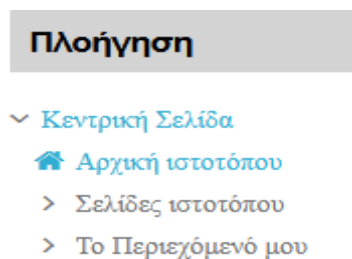 Πλοήγηση
Κεντρική Σελίδα
Αρχική ιστοτόπου
Σελίδες ιστοτόπου
Το Περιεχόμενό μου